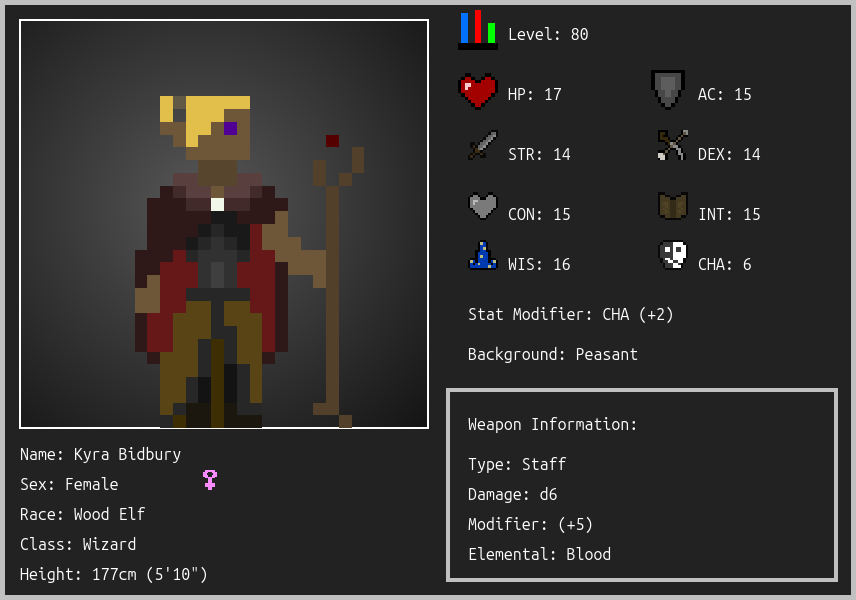 Level: 80
HP: 17
AC: 15
STR: 14
DEX: 14
CON: 15
INT: 15
WIS: 16
CHA: 6
Stat Modifier: CHA (+2)
Background: Peasant
Weapon Information:
Type: Staff
Damage: d6
Modifier: (+5)
Elemental: Blood
Name: Kyra Bidbury
Sex: Female
Race: Wood Elf
Class: Wizard
Height: 177cm (5'10")